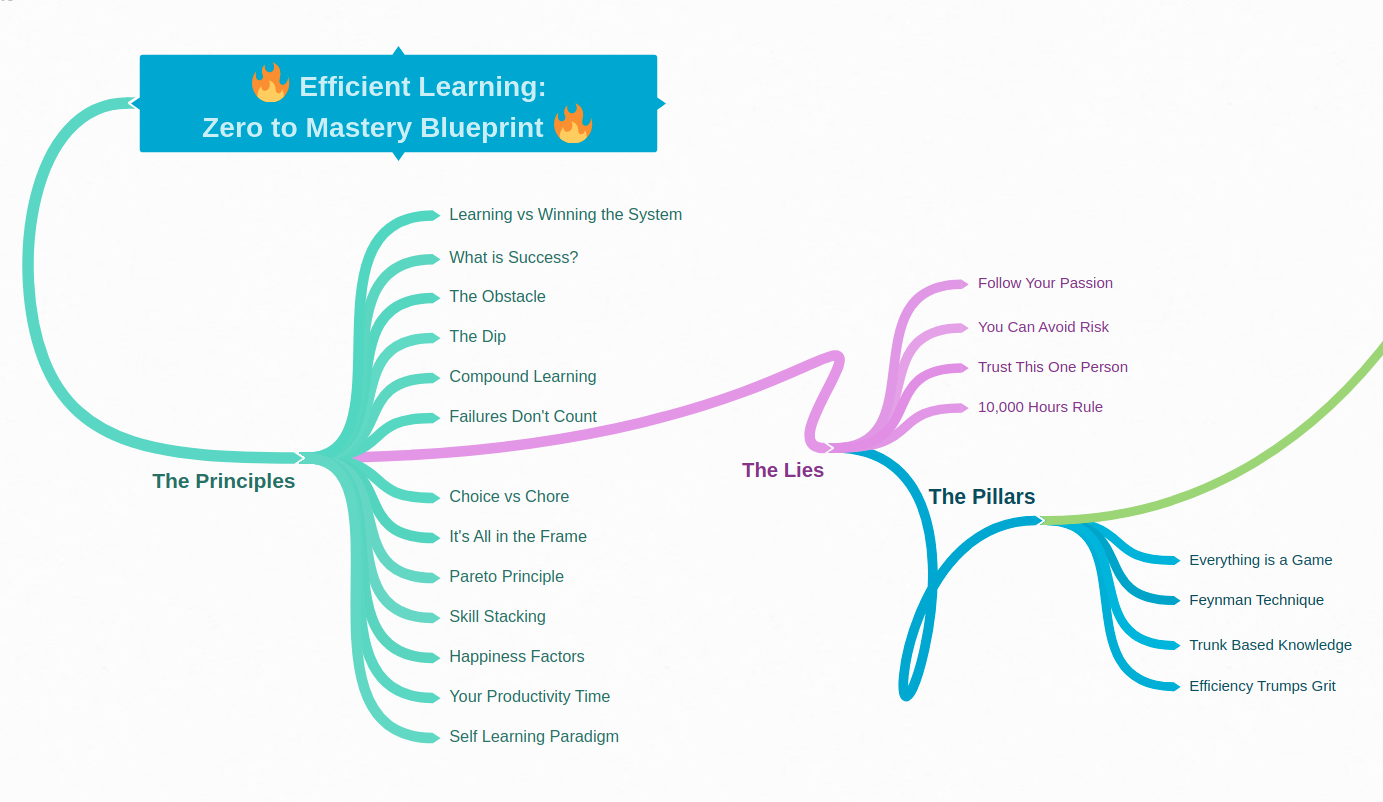 Efficient Learning:
Zero to Mastery Blueprint
The Principles
Learning vs Winning the System
What is Success?
The Obstacle
The Dip
Compound Learning
Failures Don't Count
Choice vs Chore
It's All in the Frame
Pareto Principle
Skill Stacking
Happiness Factors
Your Productivity Time
Self Learning Paradigm
The Lies
Follow Your Passion
You Can Avoid Risk
Trust This One Person
10,000 Hours Rule
The Pillars
Everything is a Game
Feynman Technique
Trunk Based Knowledge
Efficiency Trumps Grit